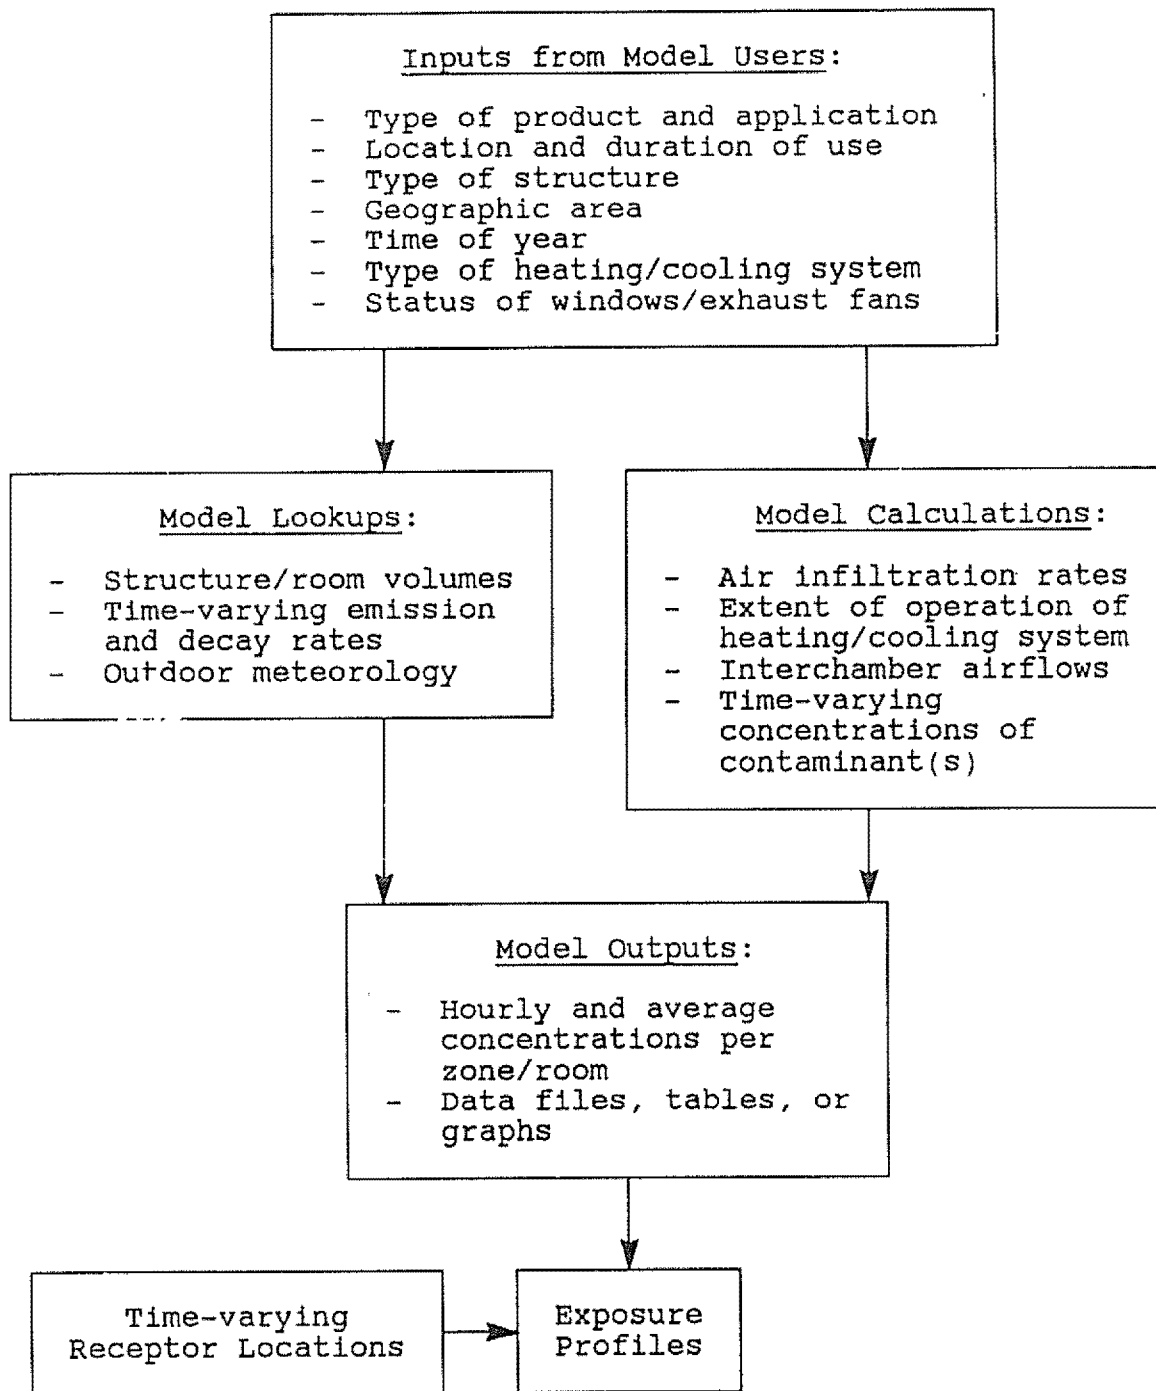 Inputs from Model Users:
- Type of product and application
- Location and duration of use
- Type of structure
- Geographic area
- Time of year
- Type of heating/cooling system
- Status of windows/exhaust fans
Model Lookups:
- Structure/room volumes
- Time-varying emission
and decay rates
- Outdoor meteorology
Model Calculations:
- Air infiltration rates
- Extent of operation of
heating/cooling system
- Interchamber airflows
- Time-varying
concentrations of
contaminant(s)
Model Outputs:
- Hourly and average
concentrations per
zone/room
- Data files, tables, or
graphs
Time-varying
Receptor Locations
Exposure
Profiles